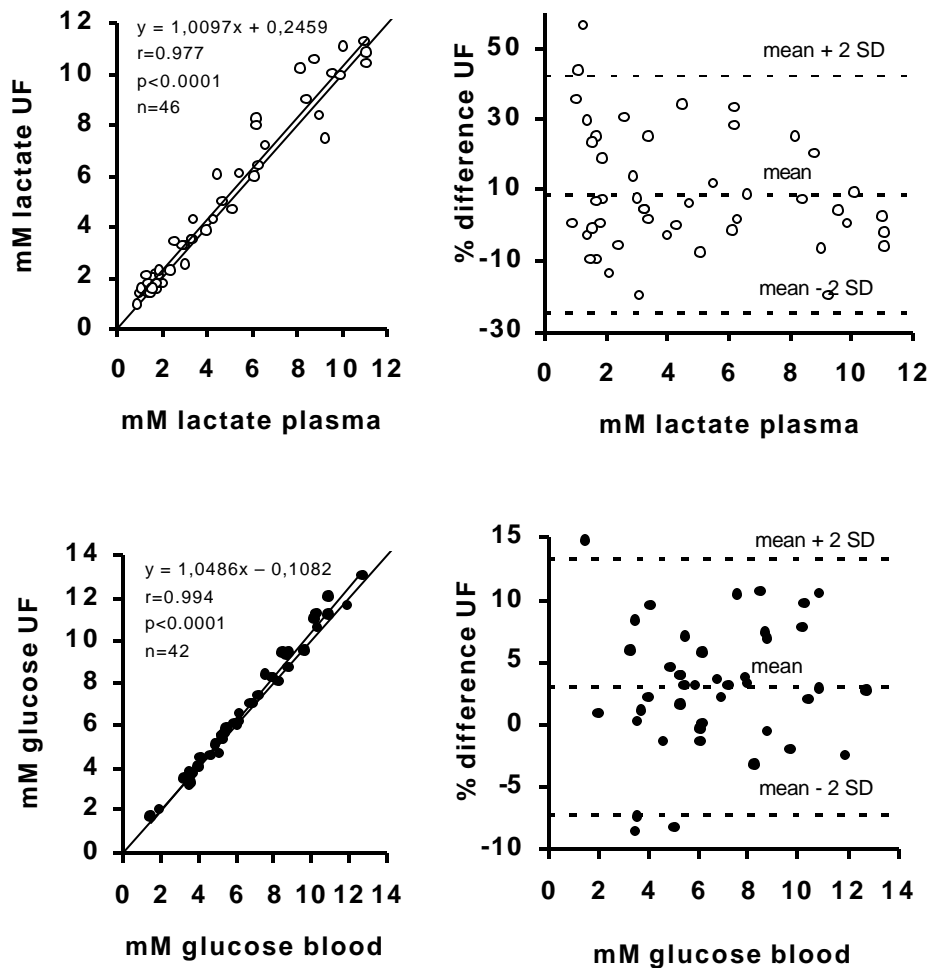 y = 1,0097x + 0,2459
r=0.977
p<0.0001
n=46
12
10
8
6
4
2
0
mM lactate UF
0 2 4 6 8 10 12
mM lactate plasma
50
30
10
-10
-30
% difference UF
mean + 2 SD
mean
mean - 2 SD
0 2 4 6 8 10 12
mM lactate plasma
y = 1,0486x – 0,1082
r=0.994
p<0.0001
n=42
14
12
10
8
6
4
2
0
mM glucose UF
0 2 4 6 8 10 12 14
mM glucose blood
15
10
5
0
-5
-10
% difference UF
mean + 2 SD
mean
mean - 2 SD
0 2 4 6 8 10 12 14
mM glucose blood